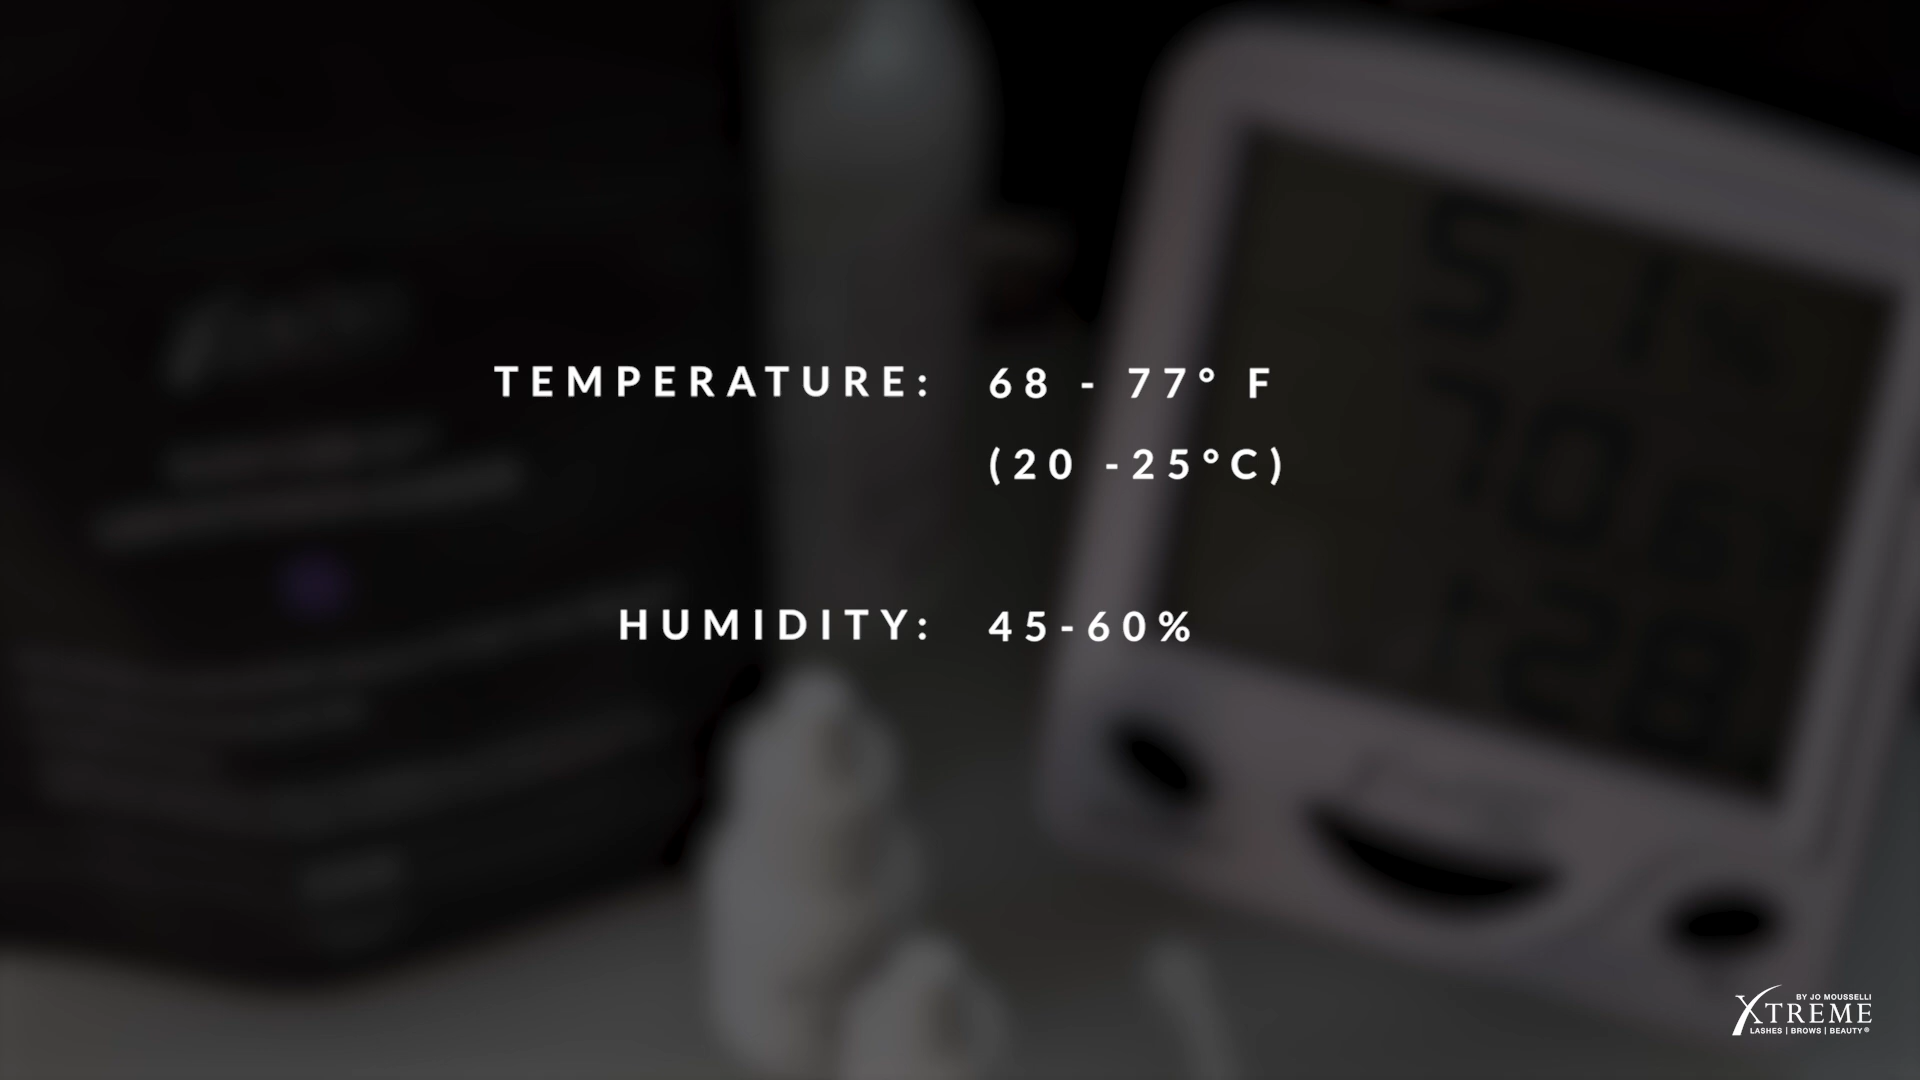 TEMPERATURE: 68 - 77° F
(20 -25°C)
HUMIDITY: 45-60%
BY JO MOUSSELLI
XTREME
LASHES | BROWS | BEAUTY®